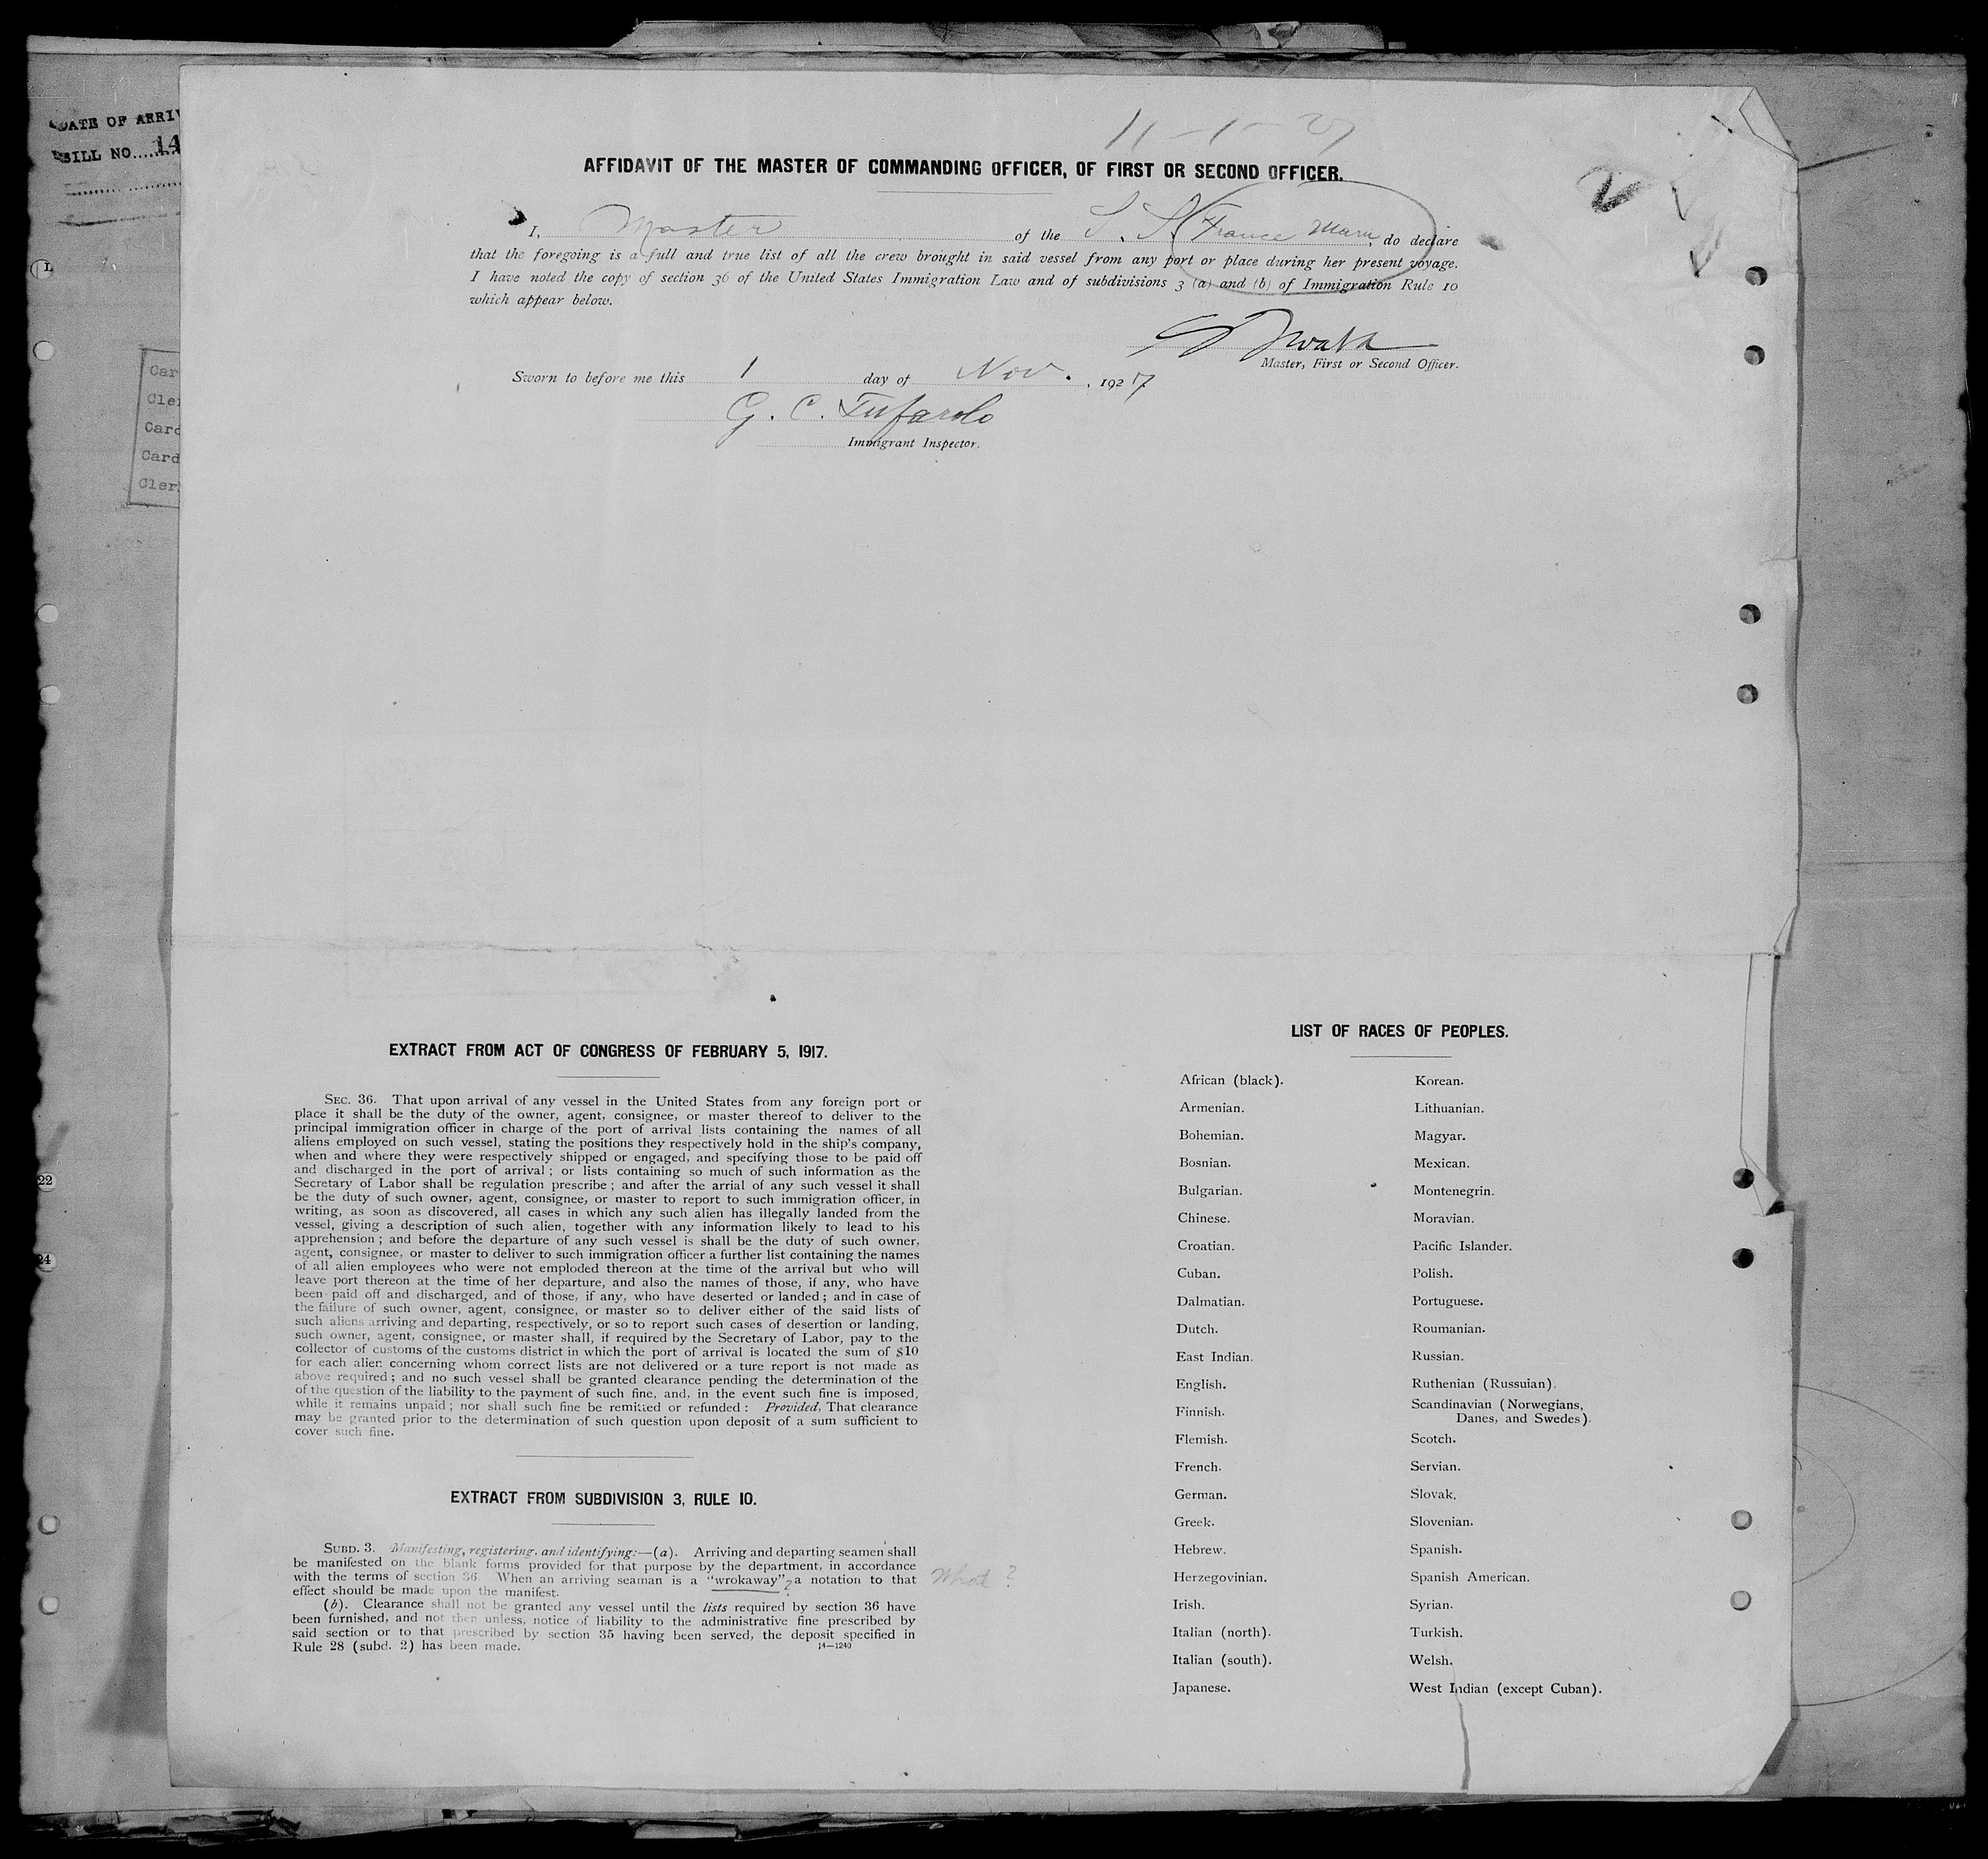 DATE OF ARRIV
BILL NO. 14
Car
Cle
Card
Card
Cler
L
22
24
11-1-27
AFFIDAVIT OF THE MASTER OF COMMANDING OFFICER, OF FIRST OR SECOND OFFICER.
2
I, Master of the S. S. France Maru, do declare
that the foregoing is a full and true list of all the crew brought in said vessel from any port or place during her present voyage.
I have noted the copy of section 36 of the United States Immigration Law and of subdivisions 3 (a) and (b) of Immigration Rule 10
which appear below.
Master, First or Second Officer.
Sworn to before me this 1 day of Nov. , 1927
G. C. Tufarolo
Immigrant Inspector.
EXTRACT FROM ACT OF CONGRESS OF FEBRUARY 5, 1917.
SEC. 36. That upon arrival of any vessel in the United States from any foreign port or
place it shall be the duty of the owner, agent, consignee, or master thereof to deliver to the
principal immigration officer in charge of the port of arrival lists containing the names of all
aliens employed on such vessel, stating the positions they respectively hold in the ship's company,
when and where they were respectively shipped or engaged, and specifying those to be paid off
and discharged in the port of arrival; or lists containing so much of such information as the
Secretary of Labor shall be regulation prescribe; and after the arrial of any such vessel it shall
be the duty of such owner, agent, consignee, or master to report to such immigration officer, in
writing, as soon as discovered, all cases in which any such alien has illegally landed from the
vessel, giving a description of such alien, together with any information likely to lead to his
apprehension; and before the departure of any such vessel is shall be the duty of such owner,
agent, consignee, or master to deliver to such immigration officer a further list containing the names
of all alien employees who were not emploded thereon at the time of the arrival but who will
leave port thereon at the time of her departure, and also the names of those, if any, who have
been paid off and discharged, and of those, if any, who have deserted or landed; and in case of
the failure of such owner, agent, consignee, or master so to deliver either of the said lists of
such aliens arriving and departing, respectively, or so to report such cases of desertion or landing,
such owner, agent, consignee, or master shall, if required by the Secretary of Labor, pay to the
collector of customs of the customs district in which the port of arrival is located the sum of $10
for each alien concerning whom correct lists are not delivered or a ture report is not made as
above required; and no such vessel shall be granted clearance pending the determination of the
of the question of the liability to the payment of such fine, and, in the event such fine is imposed,
while it remains unpaid; nor shall such fine be remitted or refunded: Provided, That clearance
may be granted prior to the determination of such question upon deposit of a sum sufficient to
cover such fine.
EXTRACT FROM SUBDIVISION 3, RULE 10.
SUBD. 3. Manifesting, registering, and identifying:—(a). Arriving and departing seamen shall
be manifested on the blank forms provided for that purpose by the department, in accordance
with the terms of section 36. When an arriving seaman is a "wrokaway"? a notation to that What?
effect should be made upon the manifest.
(b). Clearance shall not be granted any vessel until the lists required by section 36 have
been furnished, and not then unless, notice of liability to the administrative fine prescribed by
said section or to that prescribed by section 35 having been served, the deposit specified in
Rule 28 (subd. 2) has been made.
14—1240
LIST OF RACES OF PEOPLES.
African (black).
Armenian.
Bohemian.
Bosnian.
Bulgarian.
Chinese.
Croatian.
Cuban.
Dalmatian.
Dutch.
East Indian.
English.
Finnish.
Flemish.
French.
German.
Greek.
Hebrew.
Herzegovinian.
Irish.
Italian (north).
Italian (south).
Japanese.
Korean.
Lithuanian.
Magyar.
Mexican.
Montenegrin.
Moravian.
Pacific Islander.
Polish.
Portuguese.
Roumanian.
Russian.
Ruthenian (Russuian).
Scandinavian (Norwegians,
Danes, and Swedes).
Scotch.
Servian.
Slovak.
Slovenian.
Spanish.
Spanish American.
Syrian.
Turkish.
Welsh.
West Indian (except Cuban).